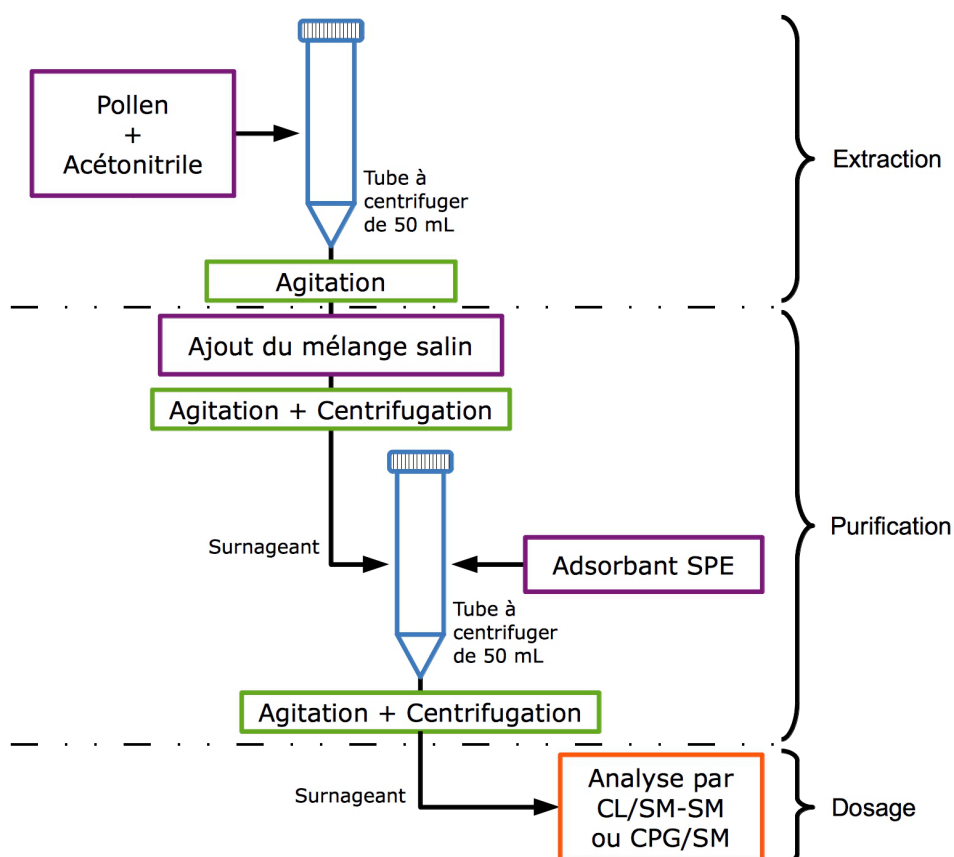 Pollen
+
Acétonitrile
Tube à
centrifuger
de 50 mL
Extraction
Agitation
Ajout du mélange salin
Agitation + Centrifugation
Surnageant
Adsorbant SPE
Purification
Tube à
centrifuger
de 50 mL
Agitation + Centrifugation
Surnageant
Analyse par
CL/SM-SM
ou CPG/SM
Dosage